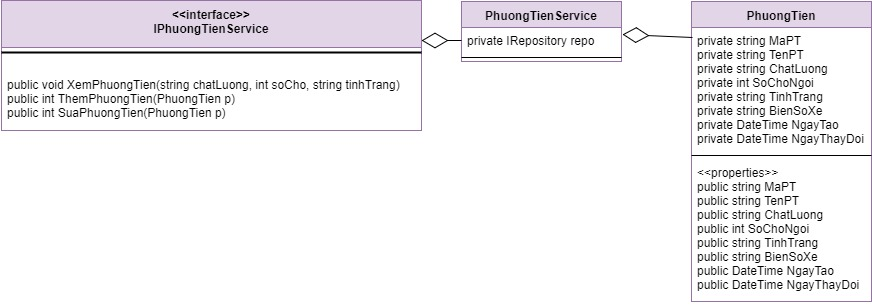 <<interface>>
IPhuongTienService
public void XemPhuongTien(string chatLuong, int soCho, string tinhTrang)
public int ThemPhuongTien(PhuongTien p)
public int SuaPhuongTien(PhuongTien p)
PhuongTienService
private IRepository repo
PhuongTien
private string MaPT
private string TenPT
private string ChatLuong
private int SoChoNgoi
private string TinhTrang
private string BienSoXe
private DateTime NgayTao
private DateTime NgayThayDoi
<<properties>>
public string MaPT
public string TenPT
public string ChatLuong
public int SoChoNgoi
public string TinhTrang
public string BienSoXe
public DateTime NgayTao
public DateTime NgayThayDoi